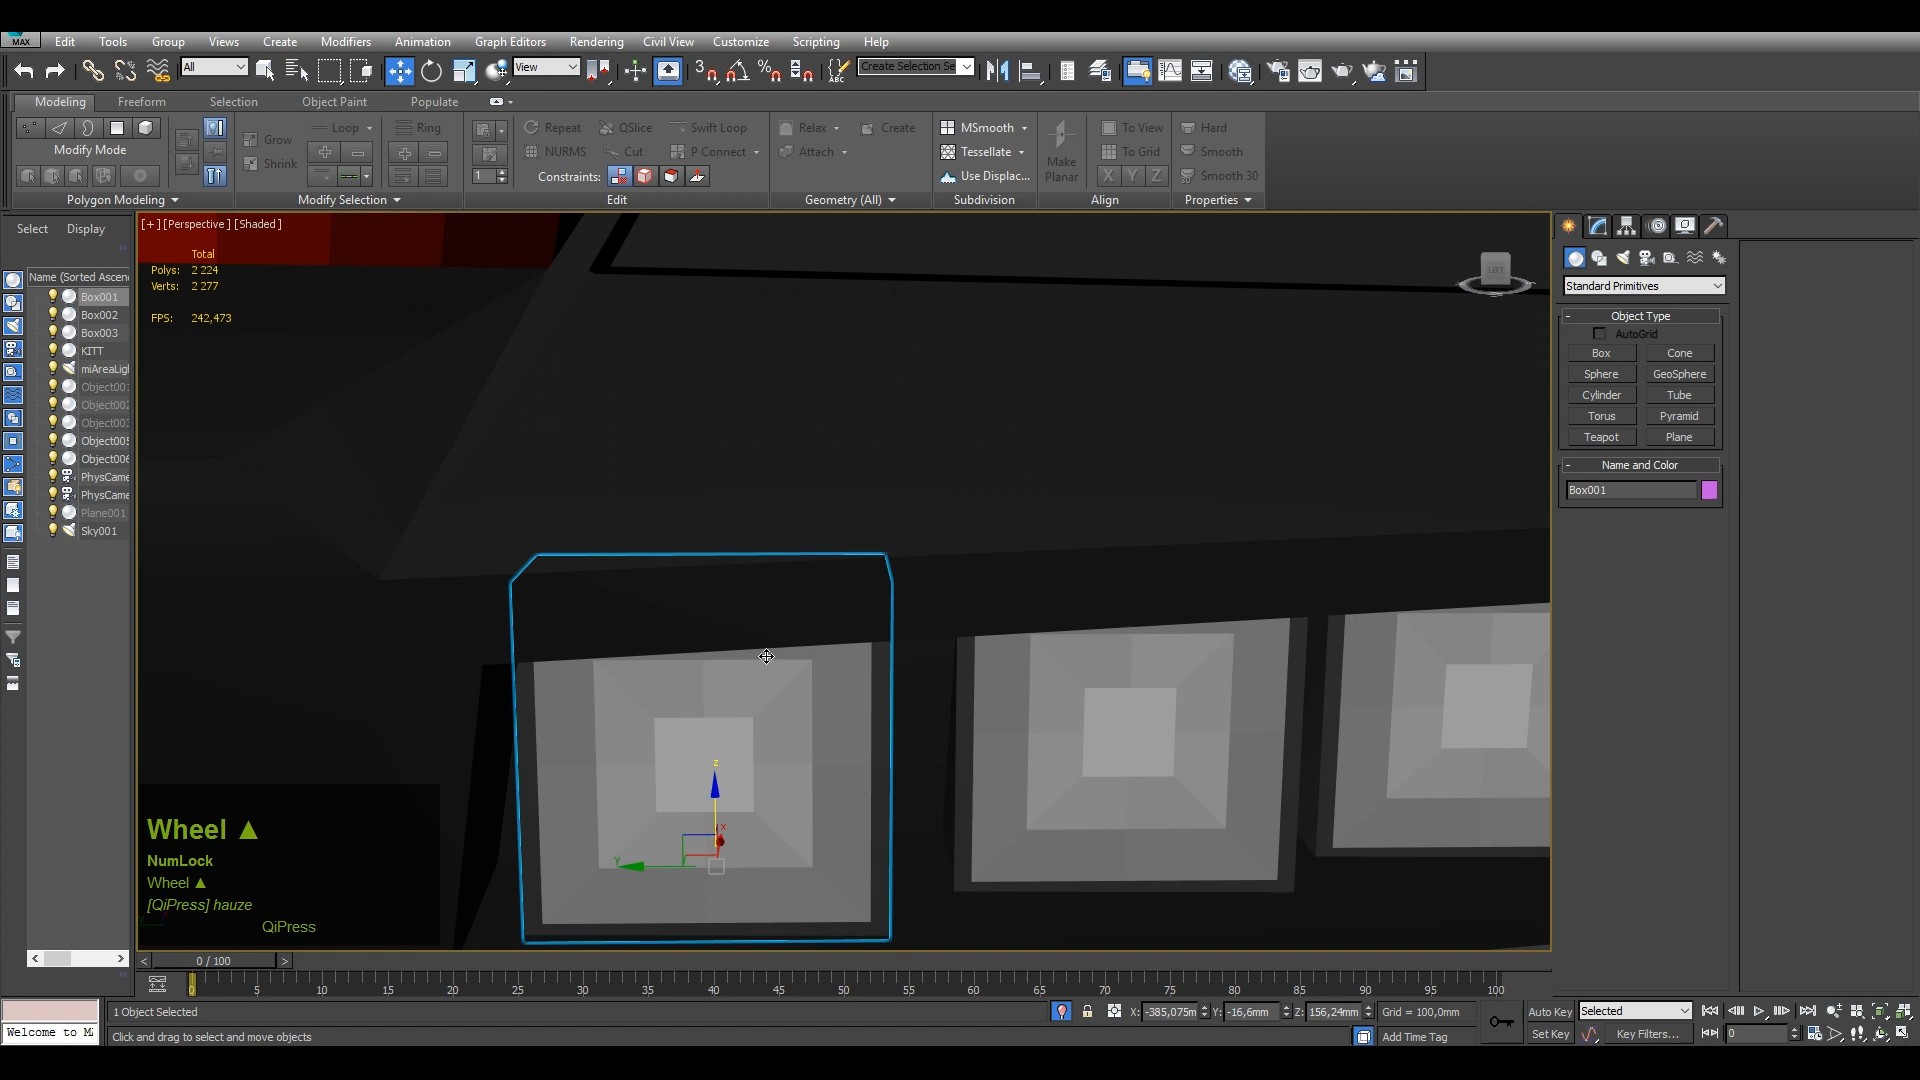 MAX
Edit Tools Group Views Create Modifiers Animation Graph Editors Rendering Civil View Customize Scripting Help
All View 3 ABC Create Selection Se
Modeling Freeform Selection Object Paint Populate
Modify Mode
Polygon Modeling
Grow Loop Ring
Shrink
Modify Selection
1
Repeat QSlice Swift Loop
NURMS Cut P Connect
Constraints:
Edit
Relax Create
Attach
Geometry (All)
MSmooth
Tessellate
Use Displac...
Subdivision
Make
Planar
To View
To Grid
X Y Z
Align
Hard
Smooth
Smooth 30
Properties
Select Display
Name (Sorted Ascen
Box001
Box002
Box003
KITT
miAreaLigl
Object001
Object002
Object003
Object005
Object006
PhysCame
PhysCame
Plane001
Sky001
[+] [Perspective] [Shaded]
Total
Polys: 2 224
Verts: 2 277
FPS: 242,473
LEFT
z
x
y
Wheel ▲
NumLock
Wheel ▲
[QiPress] hauze
QiPress
Standard Primitives
- Object Type
AutoGrid
Box Cone
Sphere GeoSphere
Cylinder Tube
Torus Pyramid
Teapot Plane
- Name and Color
Box001
< 0 / 100 >
0 5 10 15 20 25 30 35 40 45 50 55 60 65 70 75 80 85 90 95 100
1 Object Selected X: -385,075m Y: -16,6mm Z: 156,24mm Grid = 100,0mm Auto Key Selected
Welcome to M Click and drag to select and move objects Add Time Tag Set Key Key Filters... 0